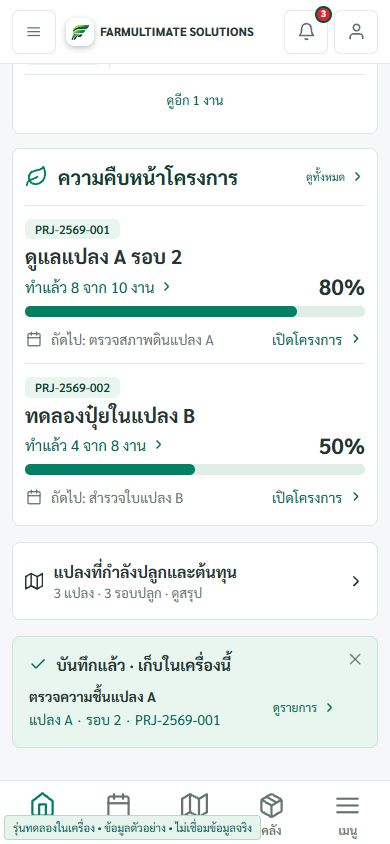 FARMULTIMATE SOLUTIONS
3
ดูอีก 1 งาน
ความคืบหน้าโครงการ
ดูทั้งหมด
PRJ-2569-001
ดูแลแปลง A รอบ 2
ทำแล้ว 8 จาก 10 งาน
80%
ถัดไป: ตรวจสภาพดินแปลง A
เปิดโครงการ
PRJ-2569-002
ทดลองปุ๋ยในแปลง B
ทำแล้ว 4 จาก 8 งาน
50%
ถัดไป: สำรวจใบแปลง B
เปิดโครงการ
แปลงที่กำลังปลูกและต้นทุน
3 แปลง · 3 รอบปลูก · ดูสรุป
บันทึกแล้ว · เก็บในเครื่องนี้
ตรวจความชื้นแปลง A
แปลง A · รอบ 2 · PRJ-2569-001
ดูรายการ
รุ่นทดลองในเครื่อง • ข้อมูลตัวอย่าง • ไม่เชื่อมข้อมูลจริง
คลัง
เมนู